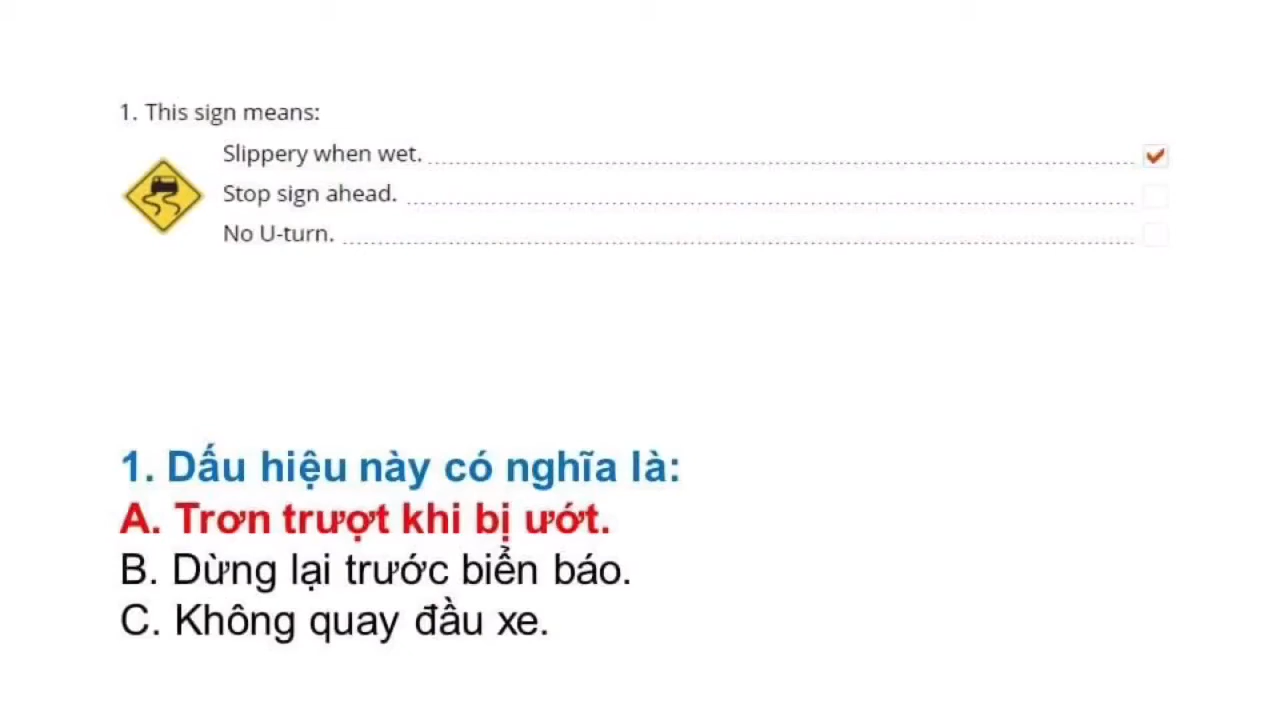 1. This sign means:
Slippery when wet.
Stop sign ahead.
No U-turn.
1. Dấu hiệu này có nghĩa là:
A. Trơn trượt khi bị ướt.
B. Dừng lại trước biển báo.
C. Không quay đầu xe.